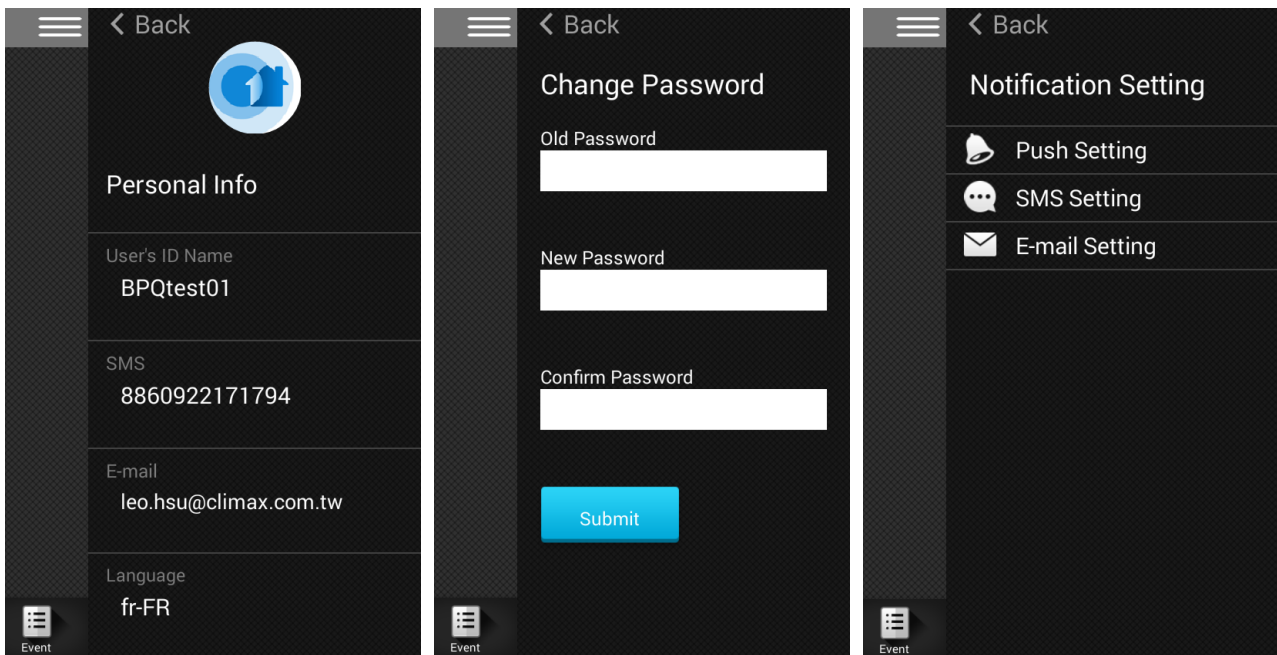 Back
Personal Info
User's ID Name
BPQtest01
SMS
8860922171794
E-mail
leo.hsu@climax.com.tw
Language
fr-FR
Event
Back
Change Password
Old Password
New Password
Confirm Password
Submit
Event
Back
Notification Setting
Push Setting
SMS Setting
E-mail Setting
Event